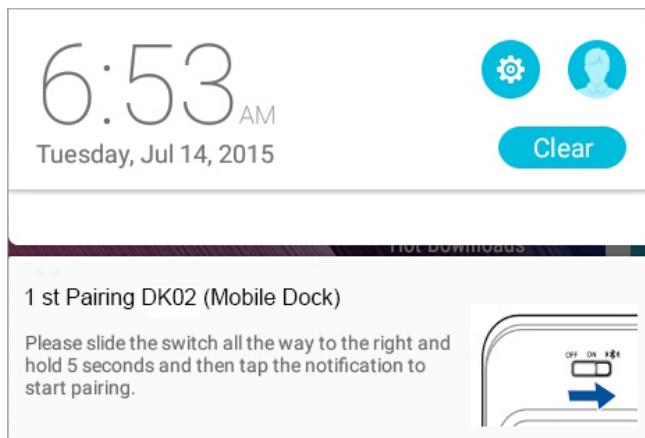 6:53 AM
Tuesday, Jul 14, 2015
Clear
Hot Downloads
1 st Pairing DK02 (Mobile Dock)
Please slide the switch all the way to the right and
hold 5 seconds and then tap the notification to
start pairing.
OFF ON